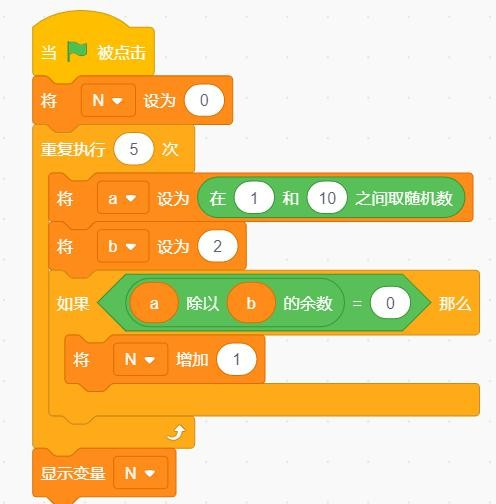 当 被点击
将 N 设为 0
重复执行 5 次
将 a 设为 在 1 和 10 之间取随机数
将 b 设为 2
如果 a 除以 b 的余数 = 0 那么
将 N 增加 1
显示变量 N